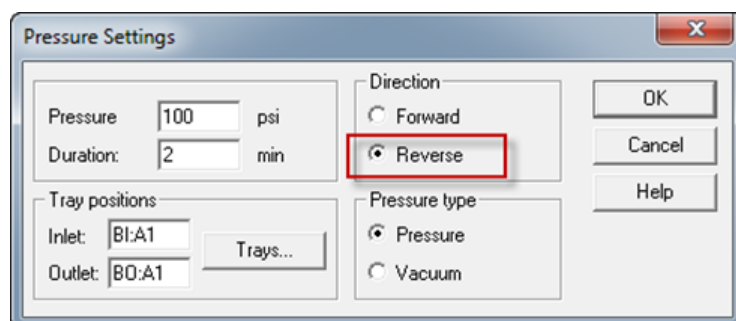 Pressure Settings
Pressure 100 psi
Duration: 2 min
Direction
Forward
Reverse
OK
Cancel
Help
Tray positions
Inlet: BI:A1
Outlet: BO:A1
Trays...
Pressure type
Pressure
Vacuum